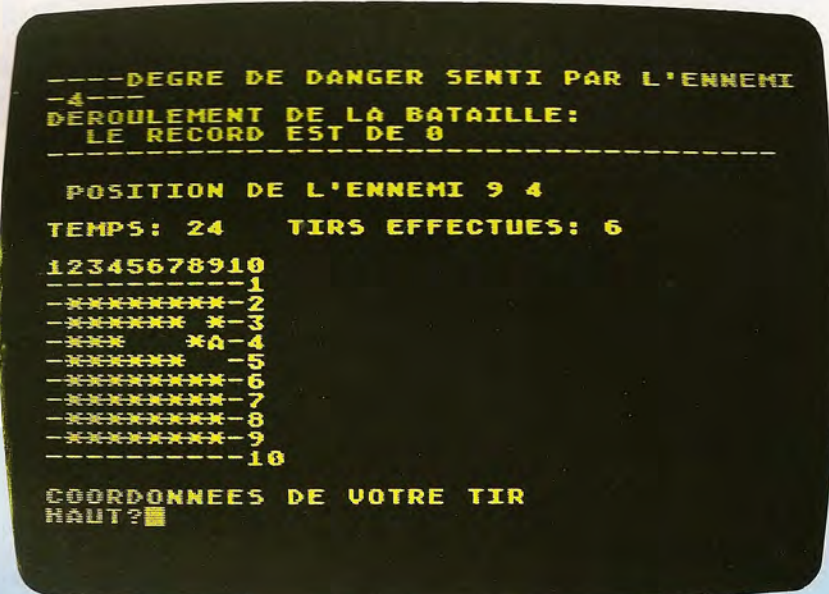 ----DEGRE DE DANGER SENTI PAR L'ENNEMI
-4---
DEROULEMENT DE LA BATAILLE:
LE RECORD EST DE 0
--------------------------------------
POSITION DE L'ENNEMI 9 4
TEMPS: 24 TIRS EFFECTUES: 6
12345678910
----------1
-********-2
-****** *-3
-***   *A-4
-******  -5
-********-6
-********-7
-********-8
-********-9
----------10
COORDONNEES DE VOTRE TIR
HAUT?